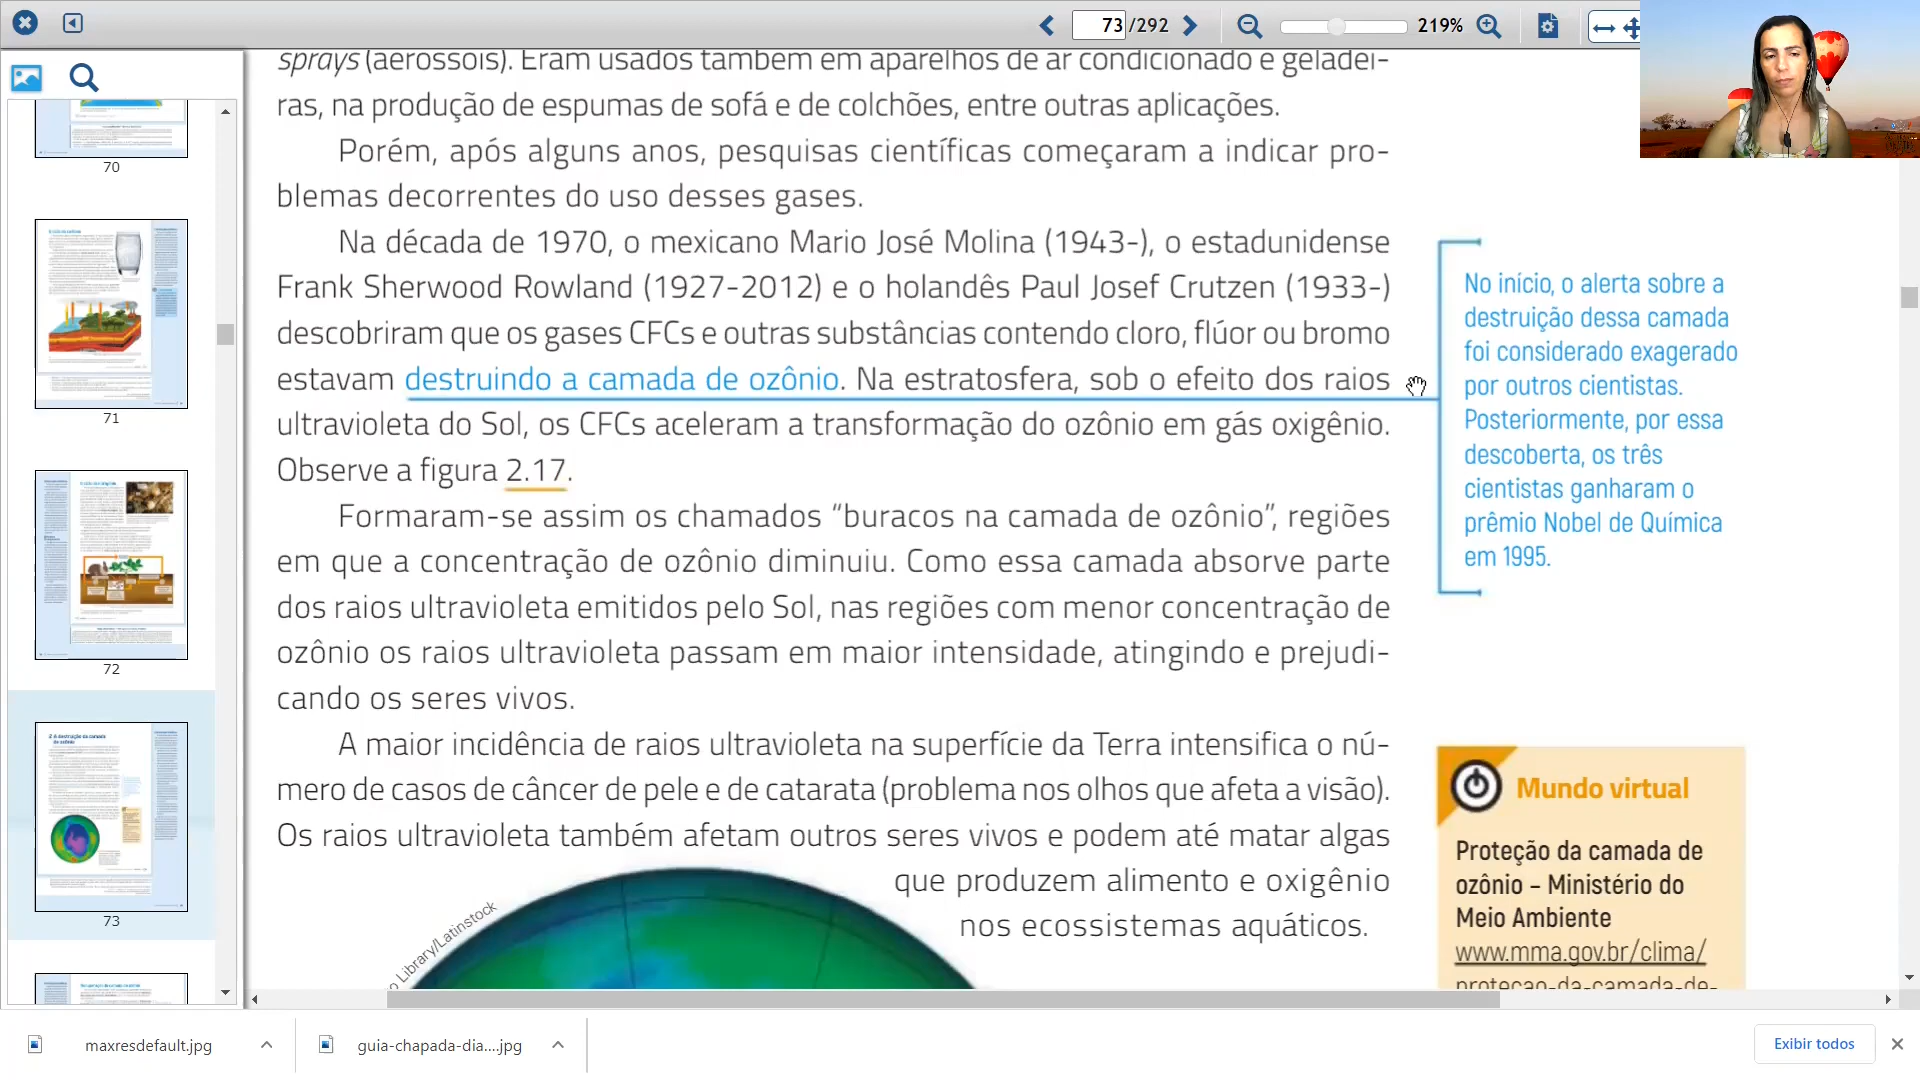 73 /292
219%
sprays (aerossóis). Eram usados também em aparelhos de ar condicionado e geladei-
ras, na produção de espumas de sofá e de colchões, entre outras aplicações.
Porém, após alguns anos, pesquisas científicas começaram a indicar pro-
blemas decorrentes do uso desses gases.
Na década de 1970, o mexicano Mario José Molina (1943-), o estadunidense
Frank Sherwood Rowland (1927-2012) e o holandês Paul Josef Crutzen (1933-)
descobriram que os gases CFCs e outras substâncias contendo cloro, flúor ou bromo
estavam destruindo a camada de ozônio. Na estratosfera, sob o efeito dos raios
ultravioleta do Sol, os CFCs aceleram a transformação do ozônio em gás oxigênio.
Observe a figura 2.17.
Formaram-se assim os chamados “buracos na camada de ozônio”, regiões
em que a concentração de ozônio diminuiu. Como essa camada absorve parte
dos raios ultravioleta emitidos pelo Sol, nas regiões com menor concentração de
ozônio os raios ultravioleta passam em maior intensidade, atingindo e prejudi-
cando os seres vivos.
A maior incidência de raios ultravioleta na superfície da Terra intensifica o nú-
mero de casos de câncer de pele e de catarata (problema nos olhos que afeta a visão).
Os raios ultravioleta também afetam outros seres vivos e podem até matar algas
que produzem alimento e oxigênio
nos ecossistemas aquáticos.
Library/Latinstock
No início, o alerta sobre a
destruição dessa camada
foi considerado exagerado
por outros cientistas.
Posteriormente, por essa
descoberta, os três
cientistas ganharam o
prêmio Nobel de Química
em 1995.
Mundo virtual
Proteção da camada de
ozônio – Ministério do
Meio Ambiente
www.mma.gov.br/clima/
protecao-da-camada-de-
70
71
72
73
maxresdefault.jpg
guia-chapada-dia....jpg
Exibir todos